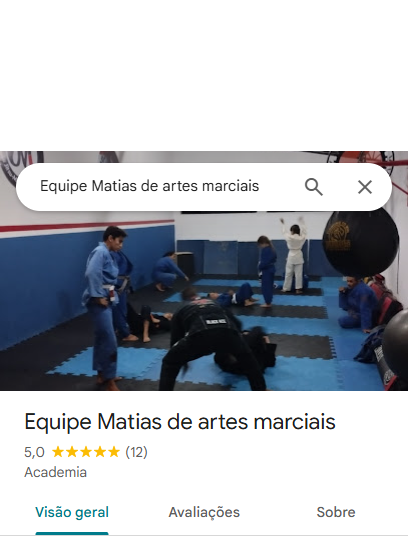 Equipe Matias de artes marciais
Equipe Matias de artes marciais
5,0 (12)
Academia
Visão geral Avaliações Sobre